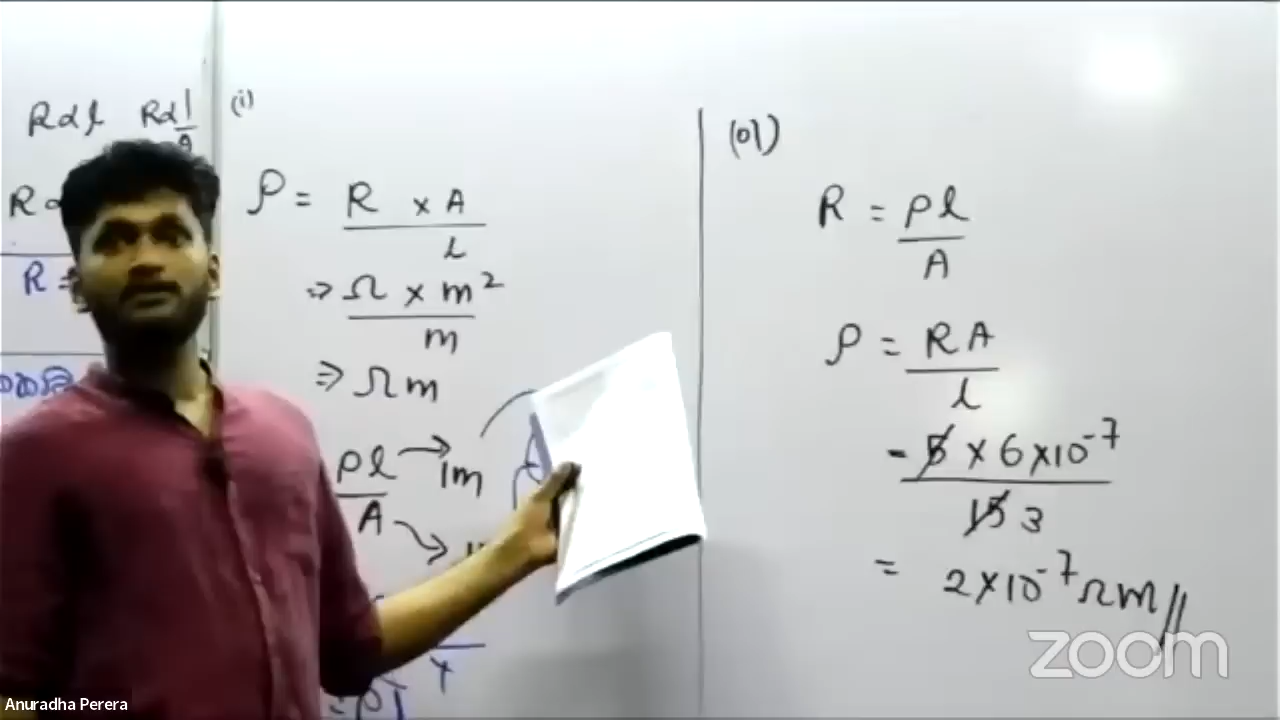 R∝l R∝1/A
R∝
R =
(i)
ρ = R × A / l
⇒ Ω × m² / m
⇒ Ωm
ρl → 1m
A →
(01)
R = ρl / A
ρ = RA / l
- 5 × 6×10⁻⁷
15 3
= 2×10⁻⁷ Ωm //
zoom
Anuradha Perera